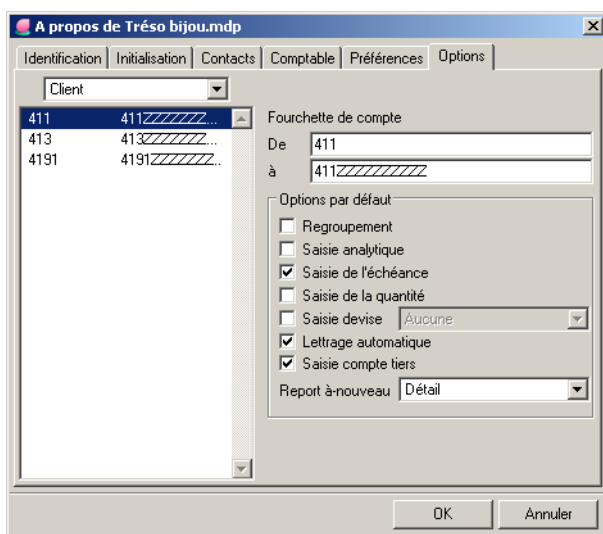 A propos de Tréso bijou.mdp
Identification Initialisation Contacts Comptable Préférences Options
Client
411 411ZZZZZZZ...
413 413ZZZZZZZ...
4191 4191ZZZZZZZ..
Fourchette de compte
De 411
à 411ZZZZZZZZZZ
Options par défaut
Regroupement
Saisie analytique
Saisie de l'échéance
Saisie de la quantité
Saisie devise Aucune
Lettrage automatique
Saisie compte tiers
Report à-nouveau Détail
OK Annuler